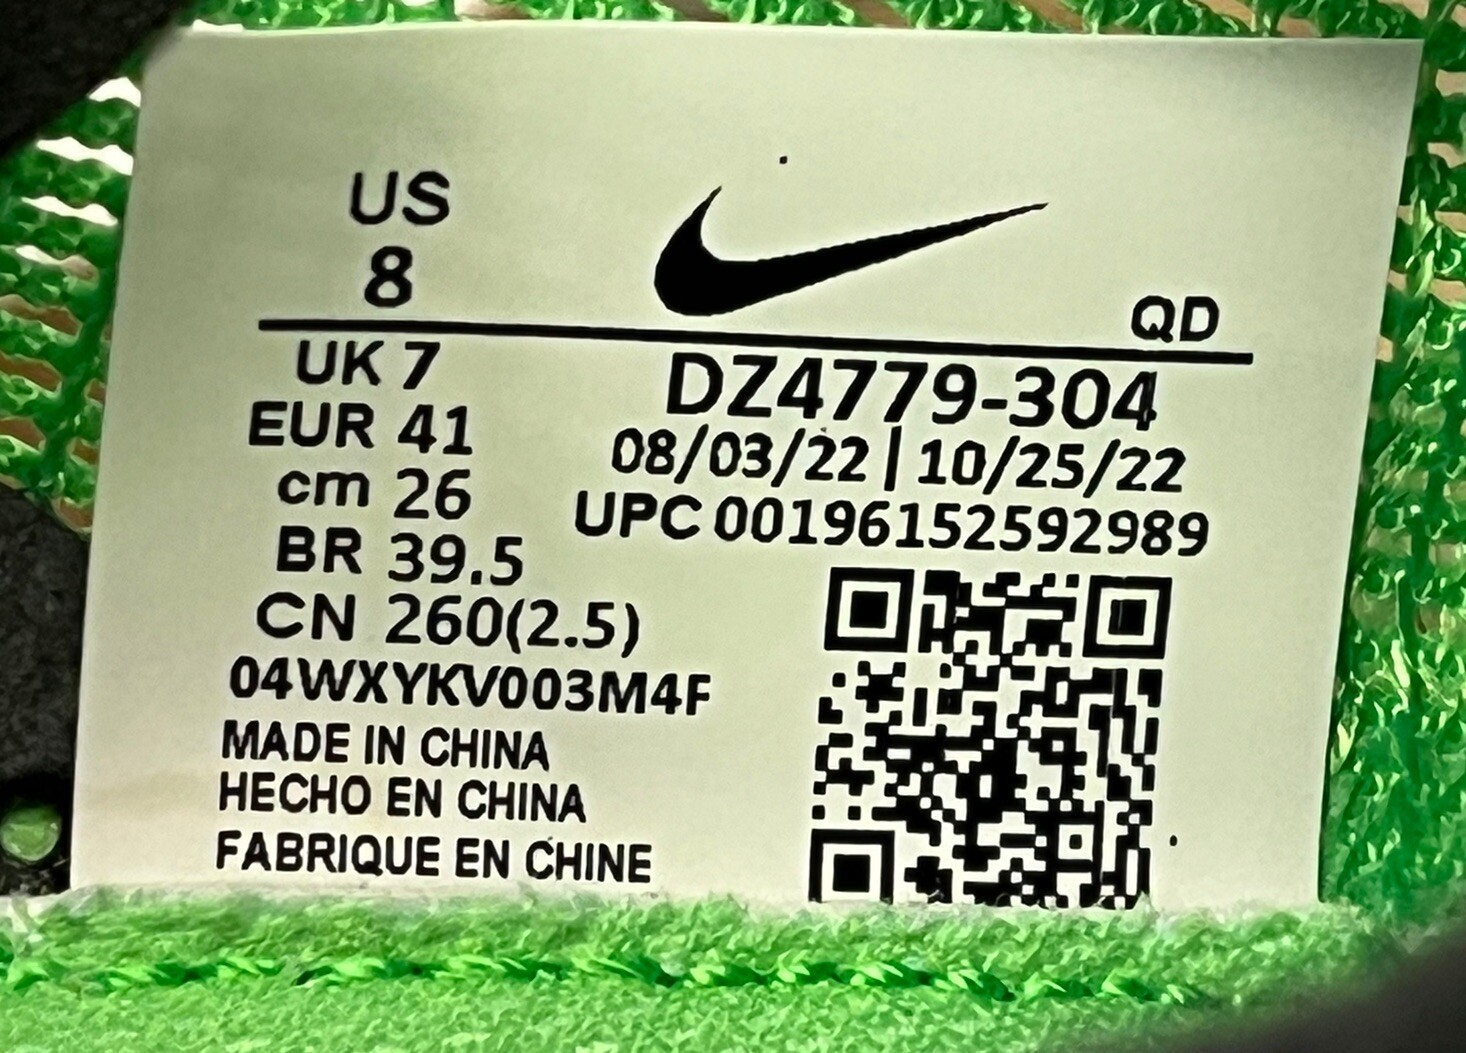 US
8
QD
UK 7
EUR 41
cm 26
BR 39.5
CN 260(2.5)
DZ4779-304
08/03/22 | 10/25/22
UPC 00196152592989
04WXYKV003M4F
MADE IN CHINA
HECHO EN CHINA
FABRIQUE EN CHINE